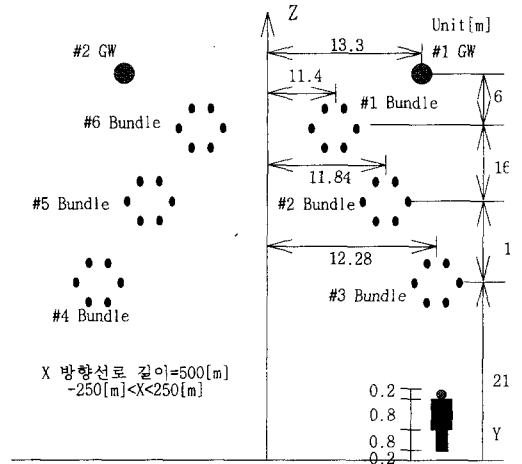 Z
Unit[m]
13.3
#2 GW
#1 GW
11.4
#1 Bundle
6
#6 Bundle
16
11.84
#5 Bundle
#2 Bundle
1
12.28
#3 Bundle
#4 Bundle
X 방향선로 길이=500[m]
-250[m]<X<250[m]
21
0.2
0.8
0.8
Y
0.2